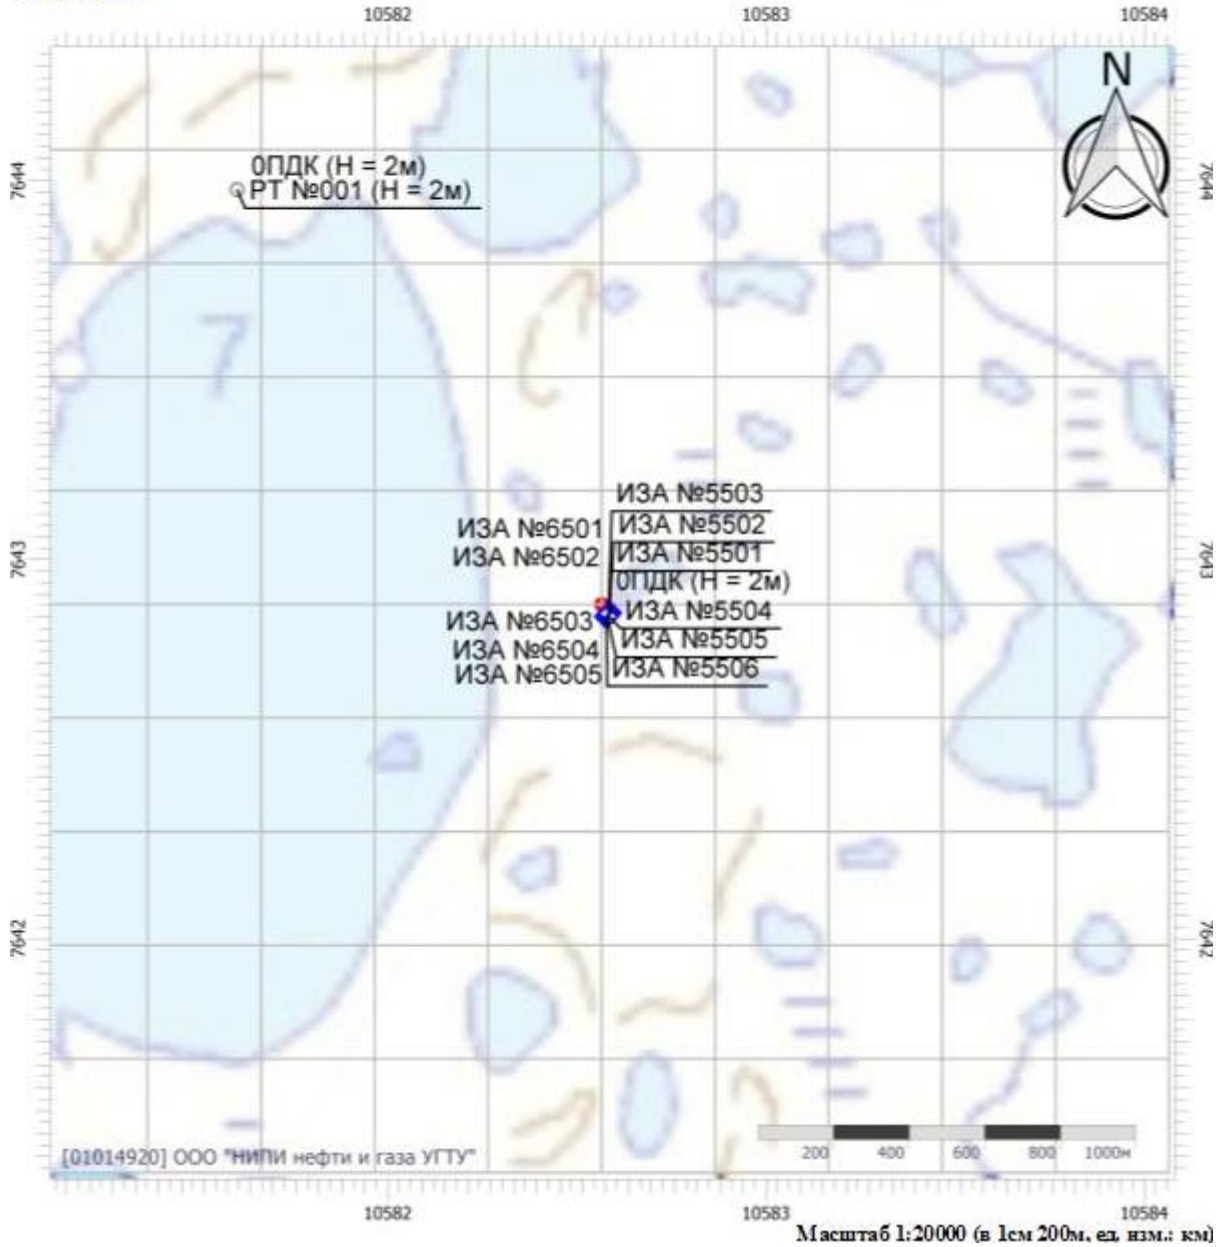 10582
10583
10584
N
0ПДК (H = 2м)
РТ №001 (H = 2м)
7644
7644
7
ИЗА №5503
ИЗА №6501
ИЗА №5502
ИЗА №6502
ИЗА №5501
7643
7643
0ПДК (H = 2м)
ИЗА №5504
ИЗА №6503
ИЗА №5505
ИЗА №6504
ИЗА №5506
ИЗА №6505
7642
7642
200
400
600
800
1000м
[01014920] ООО "НИПИ нефти и газа УГТУ"
10582
10583
10584
Масштаб 1:20000 (в 1см 200м, ед. изм.: км)